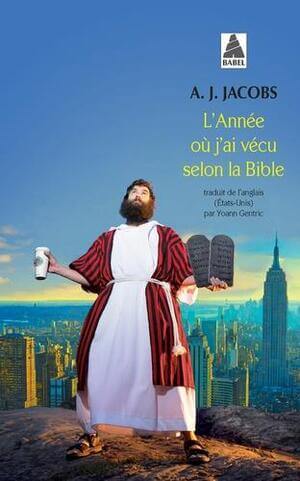 BABEL
A. J. JACOBS
L'Année
où j'ai vécu
selon la Bible
traduit de l'anglais
(États-Unis)
par Yoann Gentric